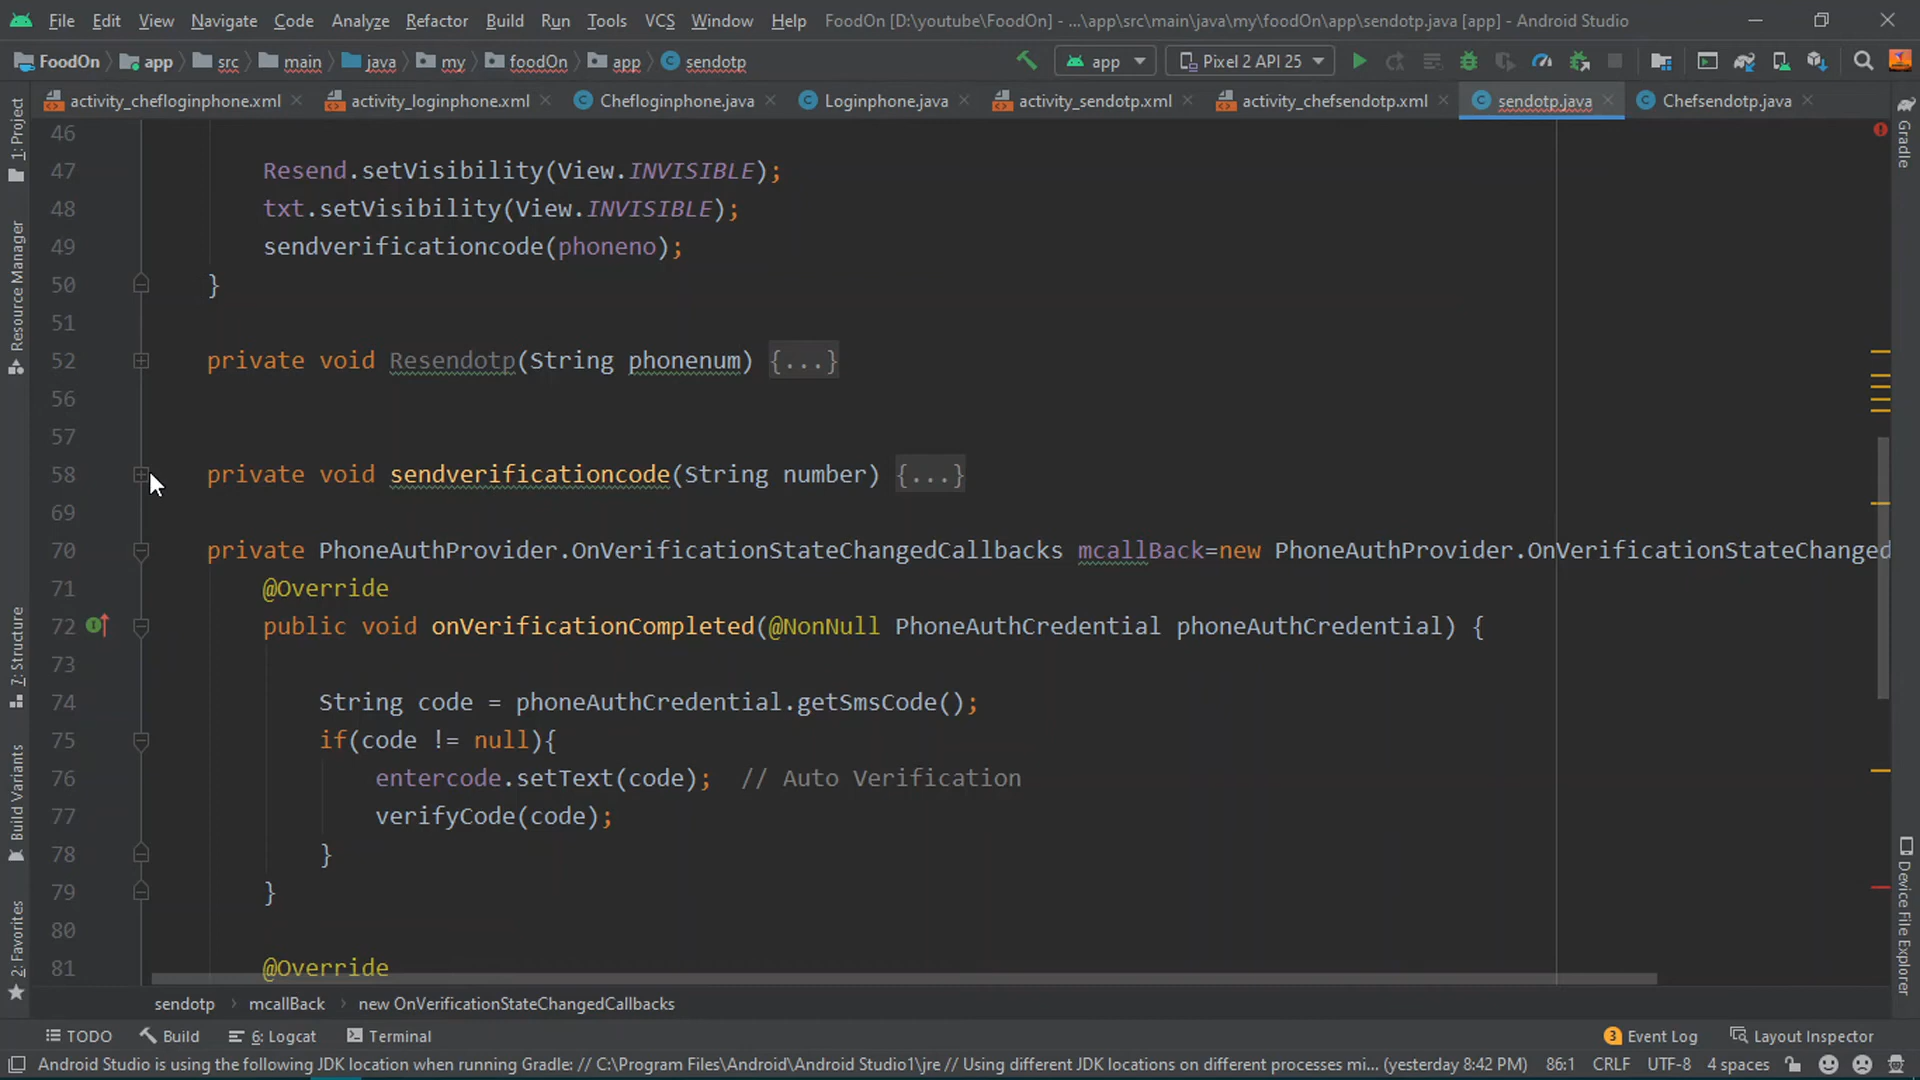 File Edit View Navigate Code Analyze Refactor Build Run Tools VCS Window Help FoodOn [D:\youtube\FoodOn] - ...\app\src\main\java\my\foodOn\app\sendotp.java [app] - Android Studio
FoodOn app src main java my foodOn app sendotp app Pixel 2 API 25
activity_chefloginphone.xml activity_loginphone.xml Chefloginphone.java Loginphone.java activity_sendotp.xml activity_chefsendotp.xml sendotp.java Chefsendotp.java
1: Project
Resource Manager
7: Structure
Build Variants
2: Favorites
46
47 Resend.setVisibility(View.INVISIBLE);
48 txt.setVisibility(View.INVISIBLE);
49 sendverificationcode(phoneno);
50 }
51
52 private void Resendotp(String phonenum) {...}
56
57
58 private void sendverificationcode(String number) {...}
69
70 private PhoneAuthProvider.OnVerificationStateChangedCallbacks mcallBack=new PhoneAuthProvider.OnVerificationStateChanged
71 @Override
72 public void onVerificationCompleted(@NonNull PhoneAuthCredential phoneAuthCredential) {
73
74 String code = phoneAuthCredential.getSmsCode();
75 if(code != null){
76 entercode.setText(code); // Auto Verification
77 verifyCode(code);
78 }
79 }
80
81 @Override
Gradle
Device File Explorer
sendotp mcallBack new OnVerificationStateChangedCallbacks
TODO Build 6: Logcat Terminal 3 Event Log Layout Inspector
Android Studio is using the following JDK location when running Gradle: // C:\Program Files\Android\Android Studio1\jre // Using different JDK locations on different processes mi... (yesterday 8:42 PM) 86:1 CRLF UTF-8 4 spaces